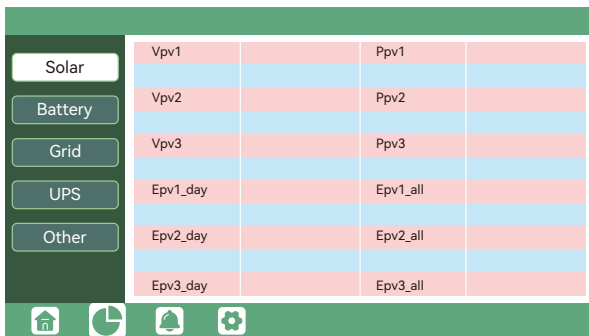 Solar
Battery
Grid
UPS
Other
Vpv1 Ppv1
Vpv2 Ppv2
Vpv3 Ppv3
Epv1_day Epv1_all
Epv2_day Epv2_all
Epv3_day Epv3_all